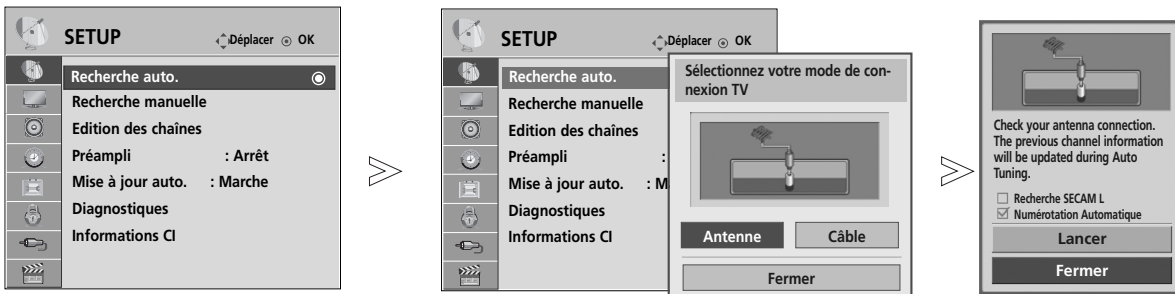 SETUP
Déplacer OK
Recherche auto.
Recherche manuelle
Edition des chaînes
Préampli : Arrêt
Mise à jour auto. : Marche
Diagnostiques
Informations CI
SETUP
Déplacer OK
Recherche auto.
Recherche manuelle
Edition des chaînes
Préampli :
Mise à jour auto. : M
Diagnostiques
Informations CI
Sélectionnez votre mode de con-
nexion TV
Antenne Câble
Fermer
Check your antenna connection.
The previous channel information
will be updated during Auto
Tuning.
Recherche SECAM L
Numérotation Automatique
Lancer
Fermer